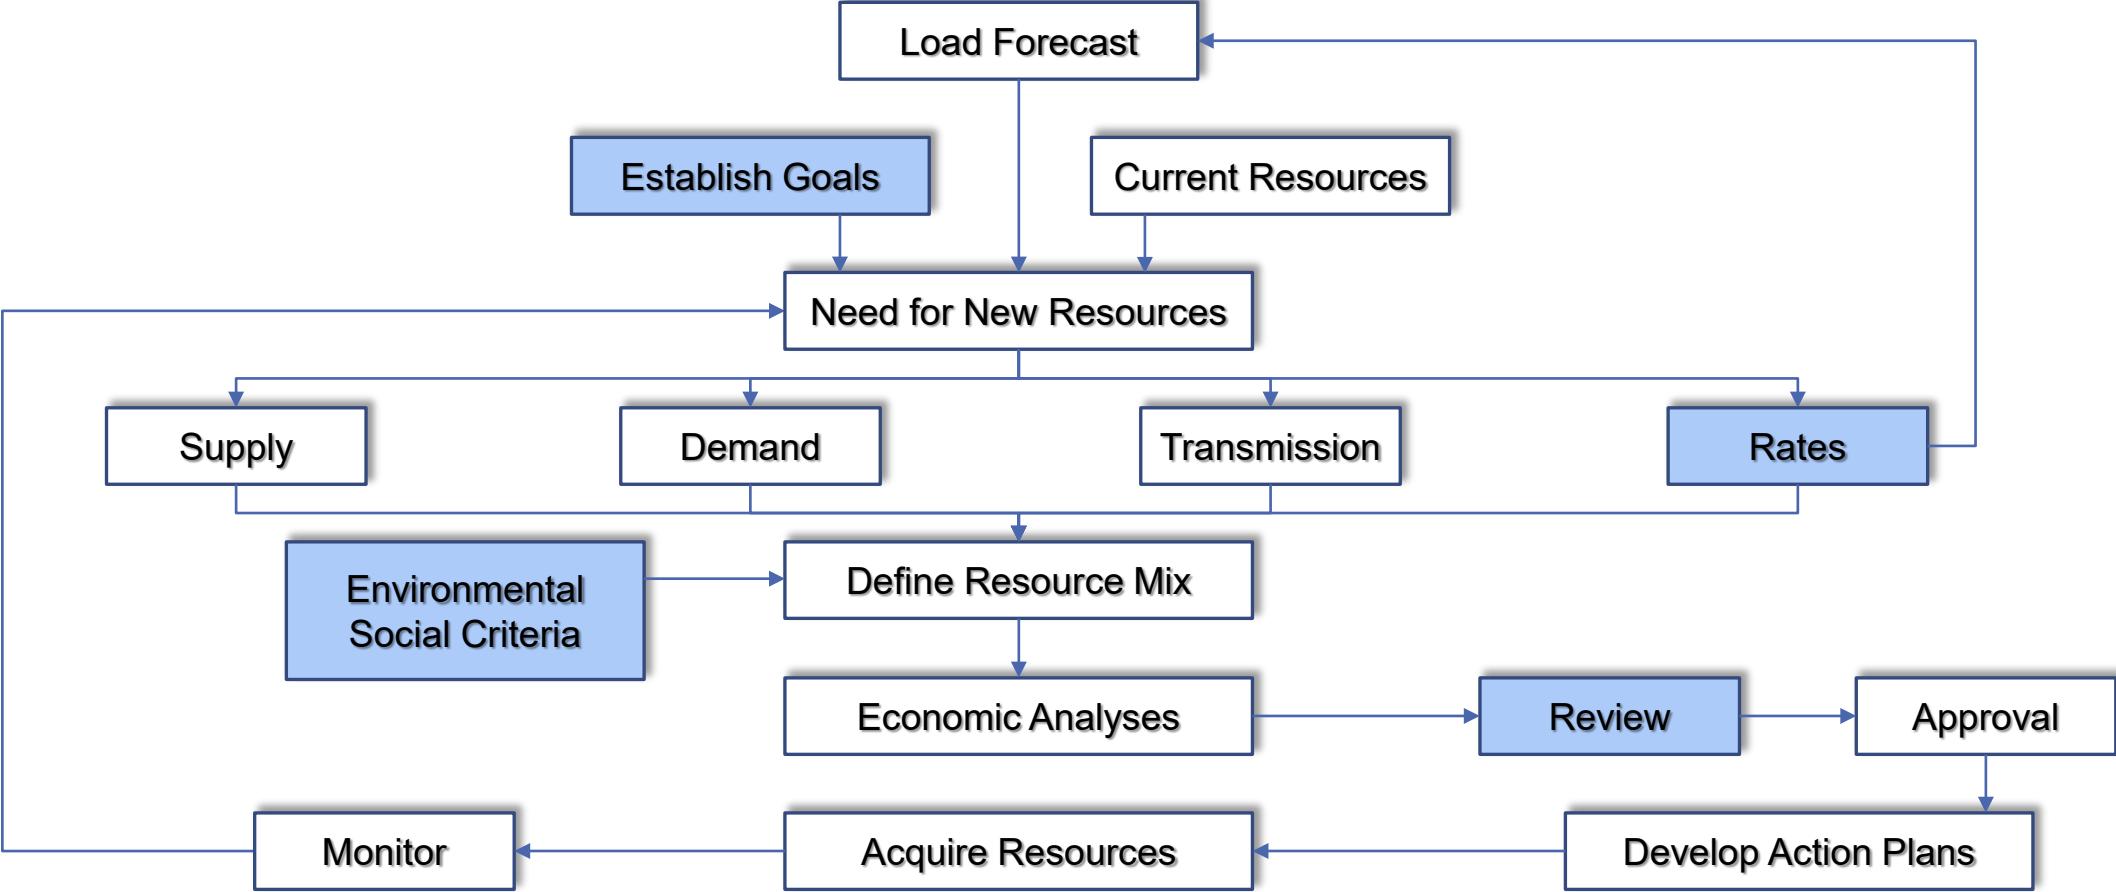 Load Forecast
Establish Goals
Current Resources
Need for New Resources
Supply
Demand
Transmission
Rates
Environmental
Social Criteria
Define Resource Mix
Economic Analyses
Review
Approval
Monitor
Acquire Resources
Develop Action Plans